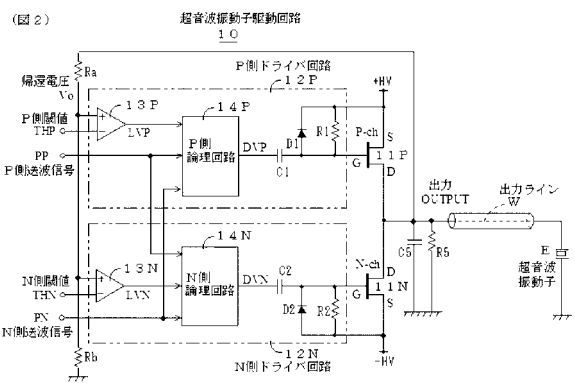 (図2)
超音波振動子駆動回路
10
Ra
帰還電圧
Vo
P側ドライバ回路
12P
+HV
13P
14P
P側閾値
THP
LVP
P側
論理回路
DVP
C1
D1
R1
P-ch
S
G
11P
D
PP
P側送波信号
出力
OUTPUT
出力ライン
W
C5
R5
E
超音波
振動子
14N
13N
N側閾値
THN
LVN
N側
論理回路
DVN
C2
D2
R2
N-ch
D
G
11N
S
PN
N側送波信号
Rb
12N
N側ドライバ回路
-HV